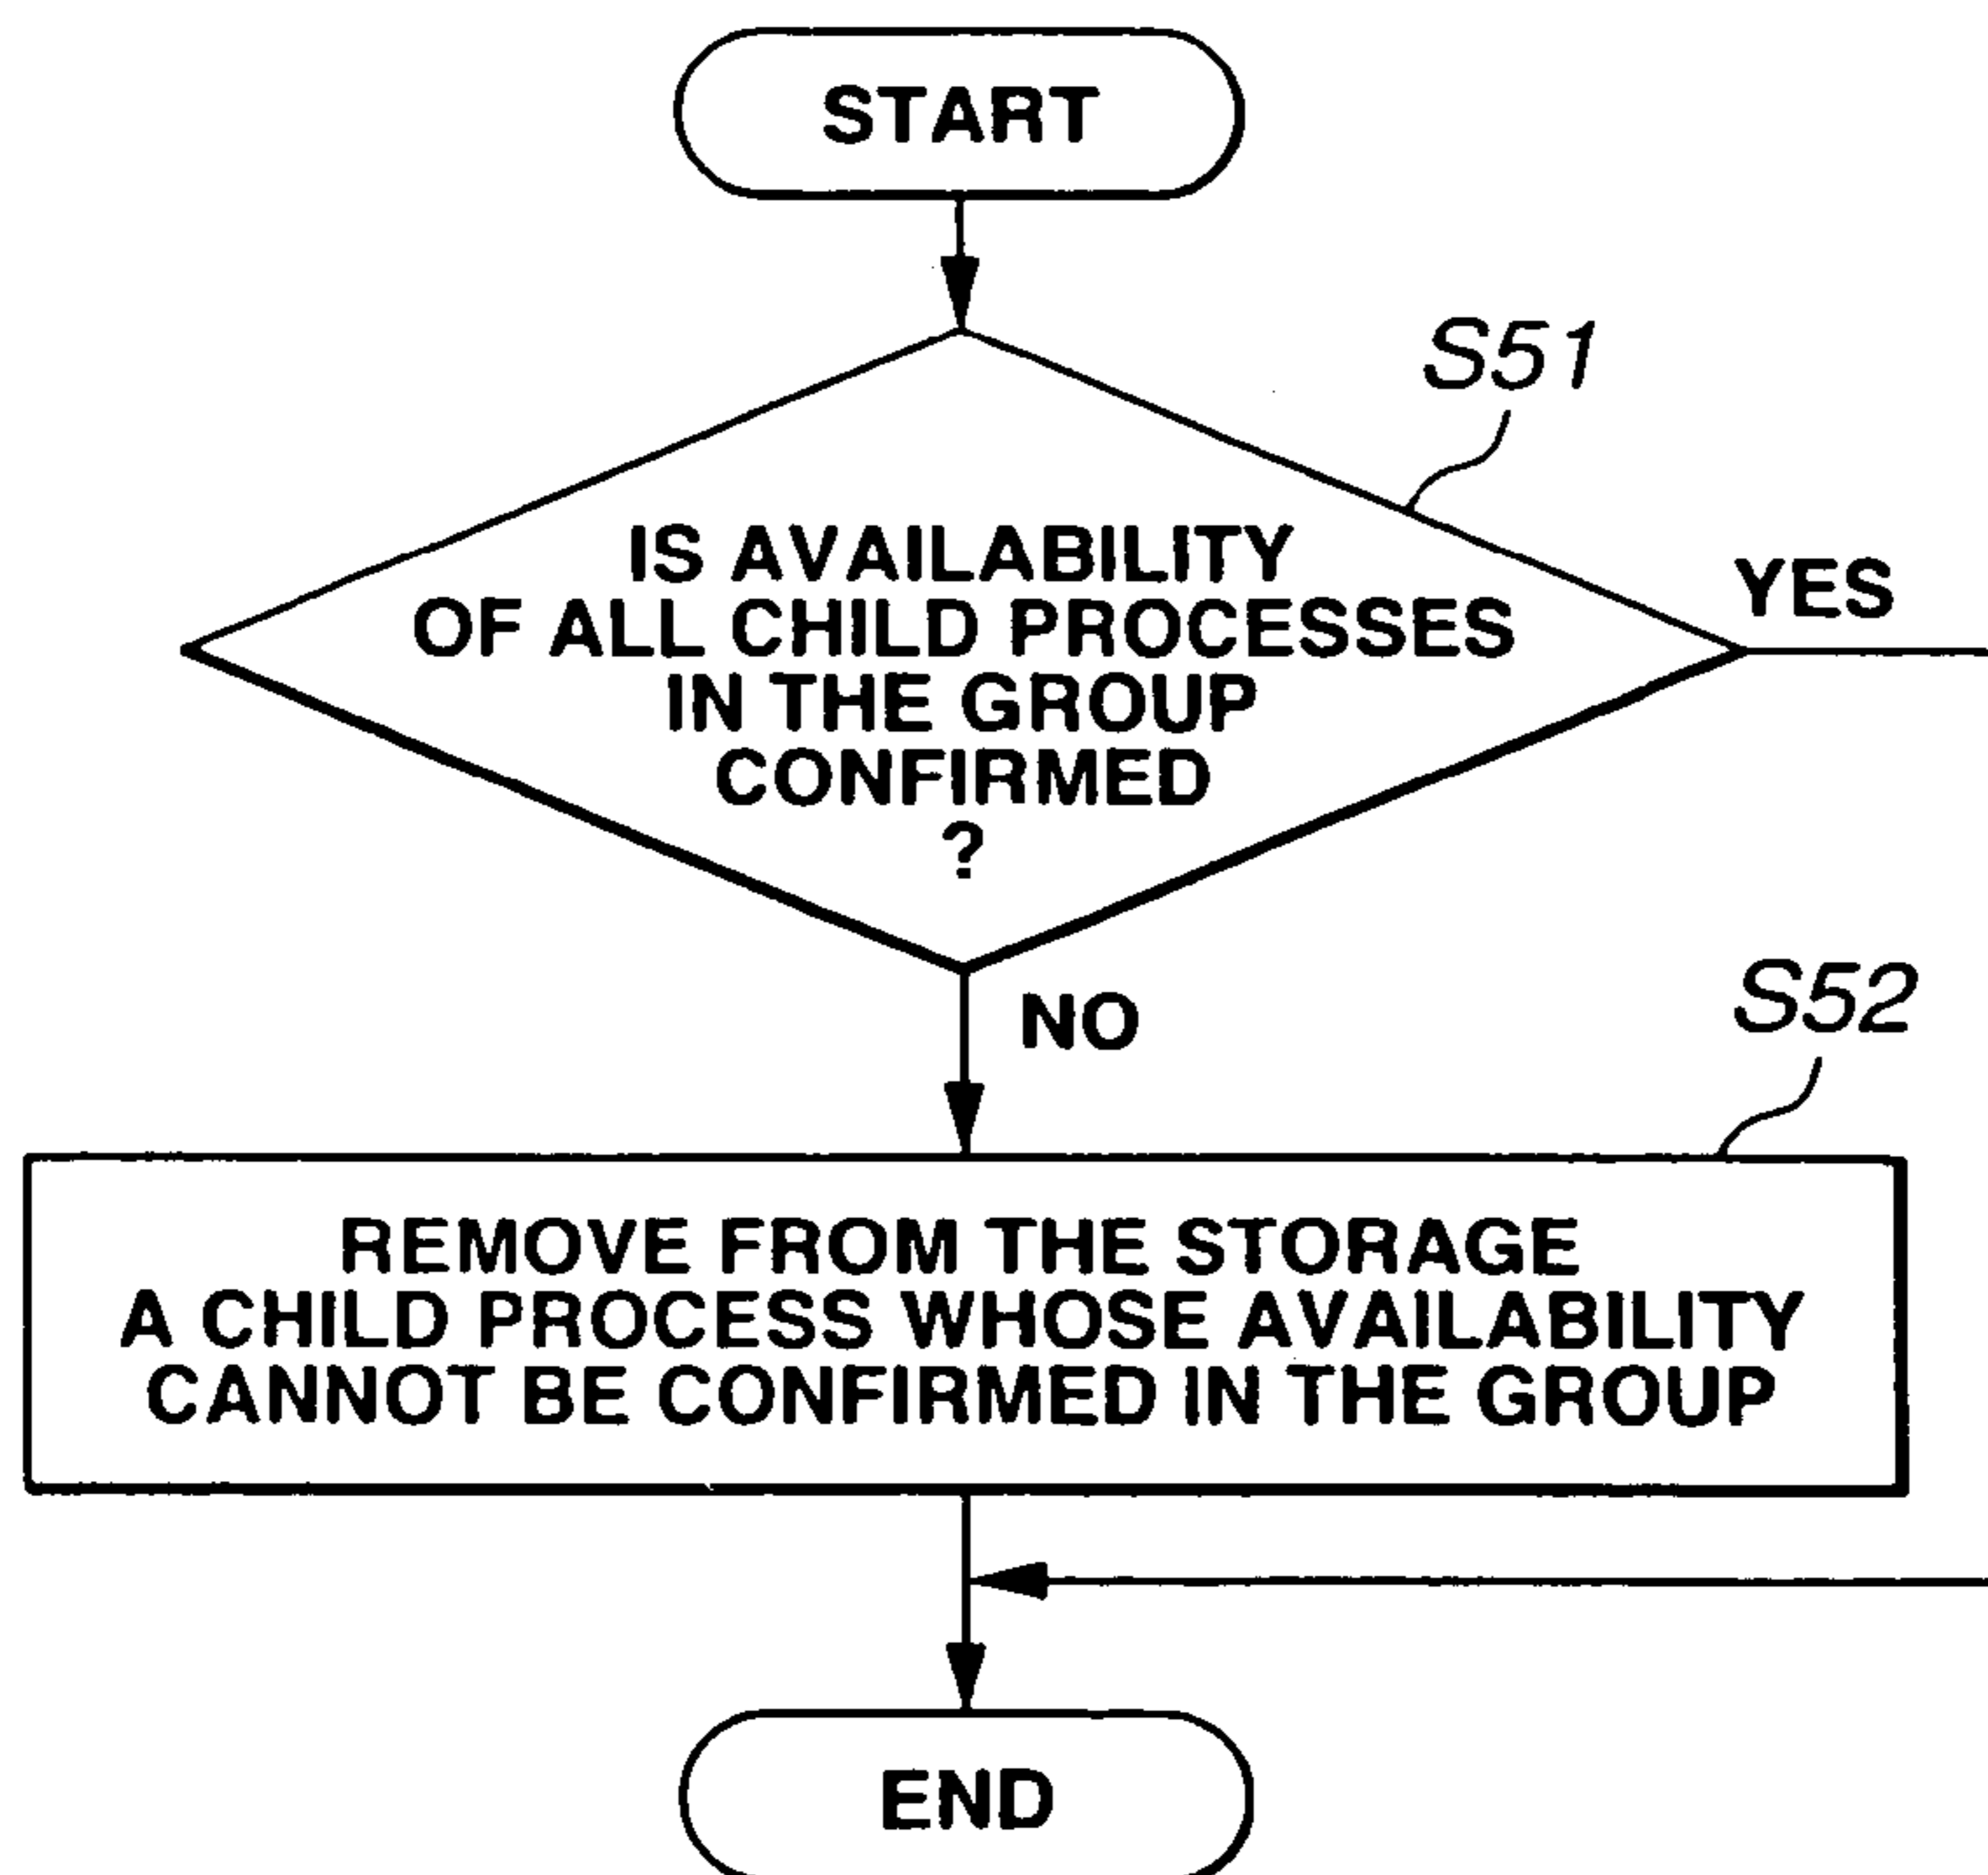 START
S51
IS AVAILABILITY
OF ALL CHILD PROCESSES
IN THE GROUP
CONFIRMED
?
YES
NO
S52
REMOVE FROM THE STORAGE
A CHILD PROCESS WHOSE AVAILABILITY
CANNOT BE CONFIRMED IN THE GROUP
END